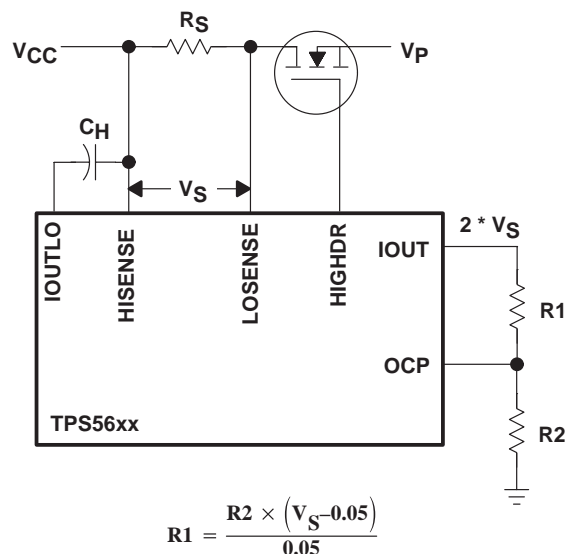 RS
VCC
VP
CH
VS
2 * VS
IOUTLO
HISENSE
LOSENSE
HIGHDR
IOUT
R1
OCP
R2
TPS56xx
R1 = R2 × (VS–0.05) / 0.05